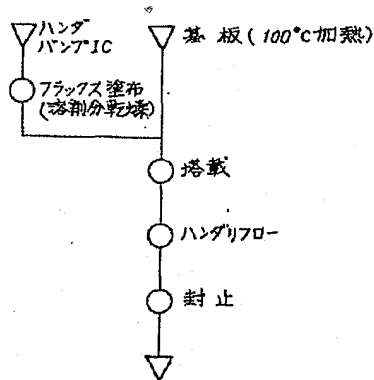 ハンダ
バンプIC
基板(100°C加熱)
フラックス塗布
(溶剤分乾燥)
搭載
ハンダリフロー
封止